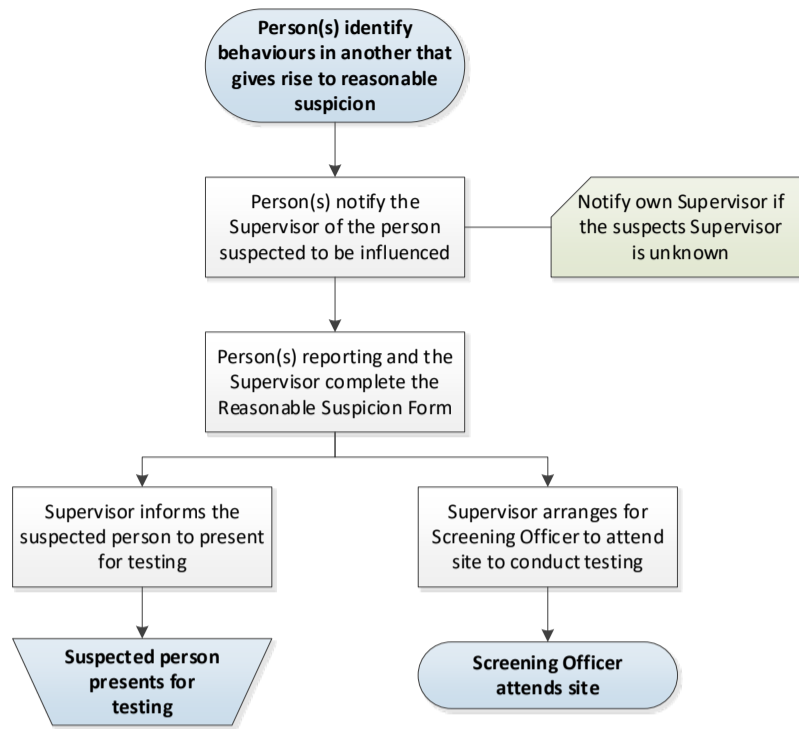 Person(s) identify
behaviours in another that
gives rise to reasonable
suspicion
Person(s) notify the
Supervisor of the person
suspected to be influenced
Notify own Supervisor if
the suspects Supervisor
is unknown
Person(s) reporting and the
Supervisor complete the
Reasonable Suspicion Form
Supervisor informs the
suspected person to present
for testing
Supervisor arranges for
Screening Officer to attend
site to conduct testing
Suspected person
presents for
testing
Screening Officer
attends site